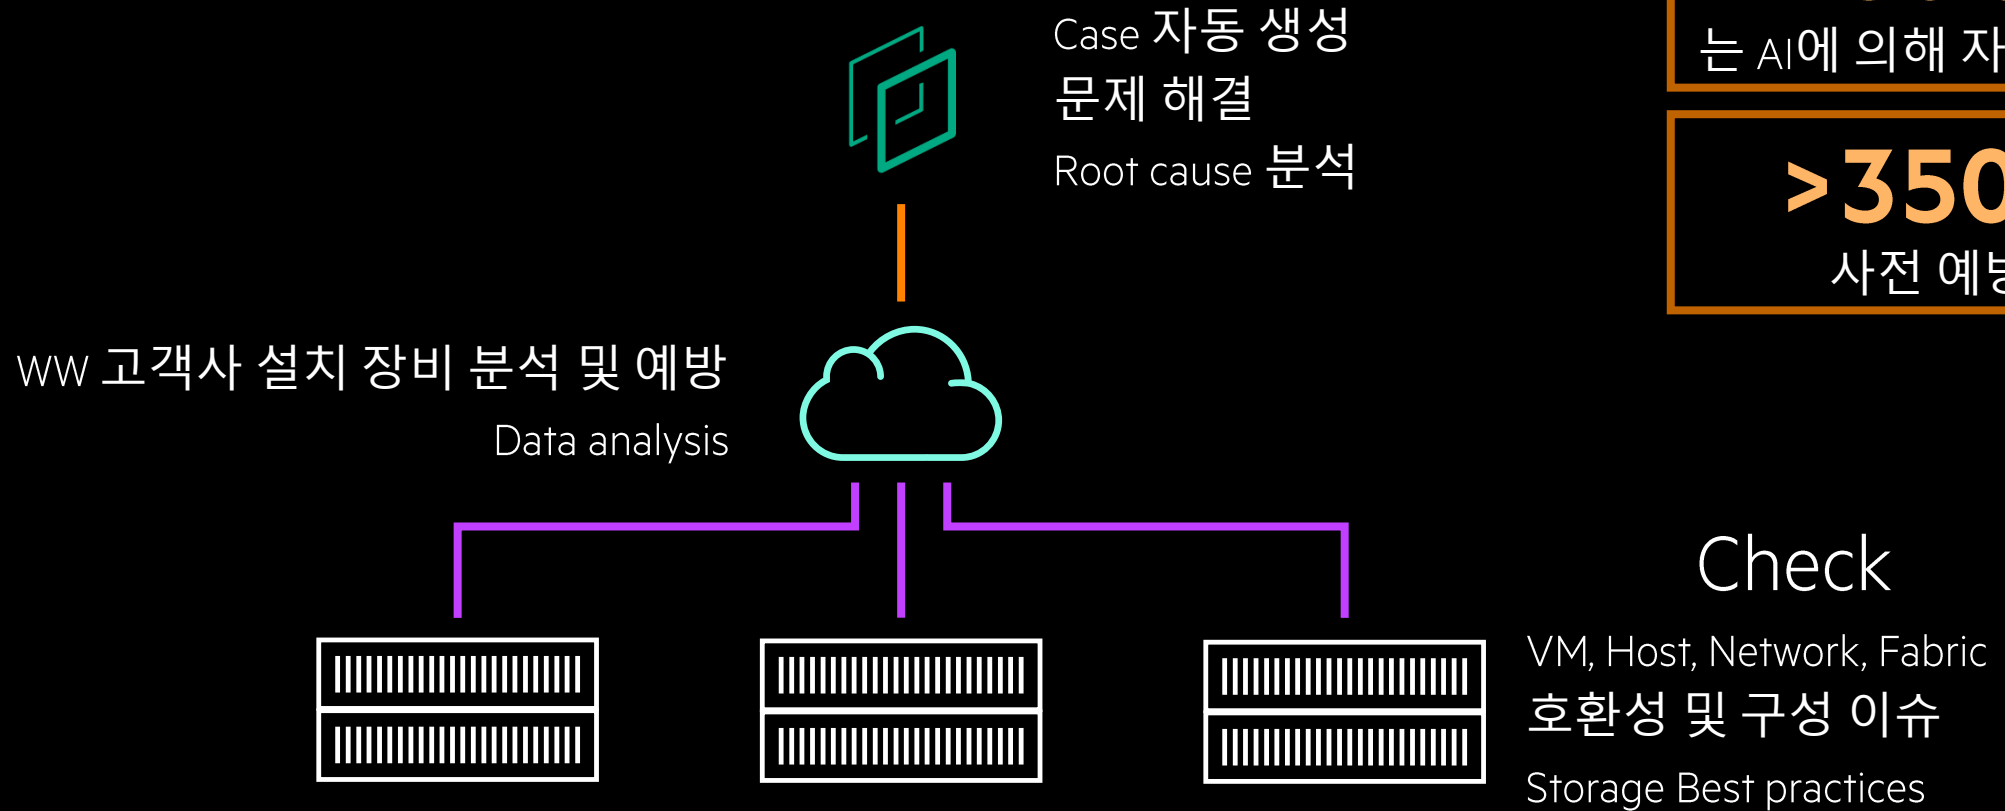 Case 자동 생성
문제 해결
Root cause 분석
는 AI에 의해
>350
사전
WW 고객사 설치 장비 분석 및 예방
Data analysis
Check
VM, Host, Network, Fabric
호환성 및 구성 이슈
Storage Best practices